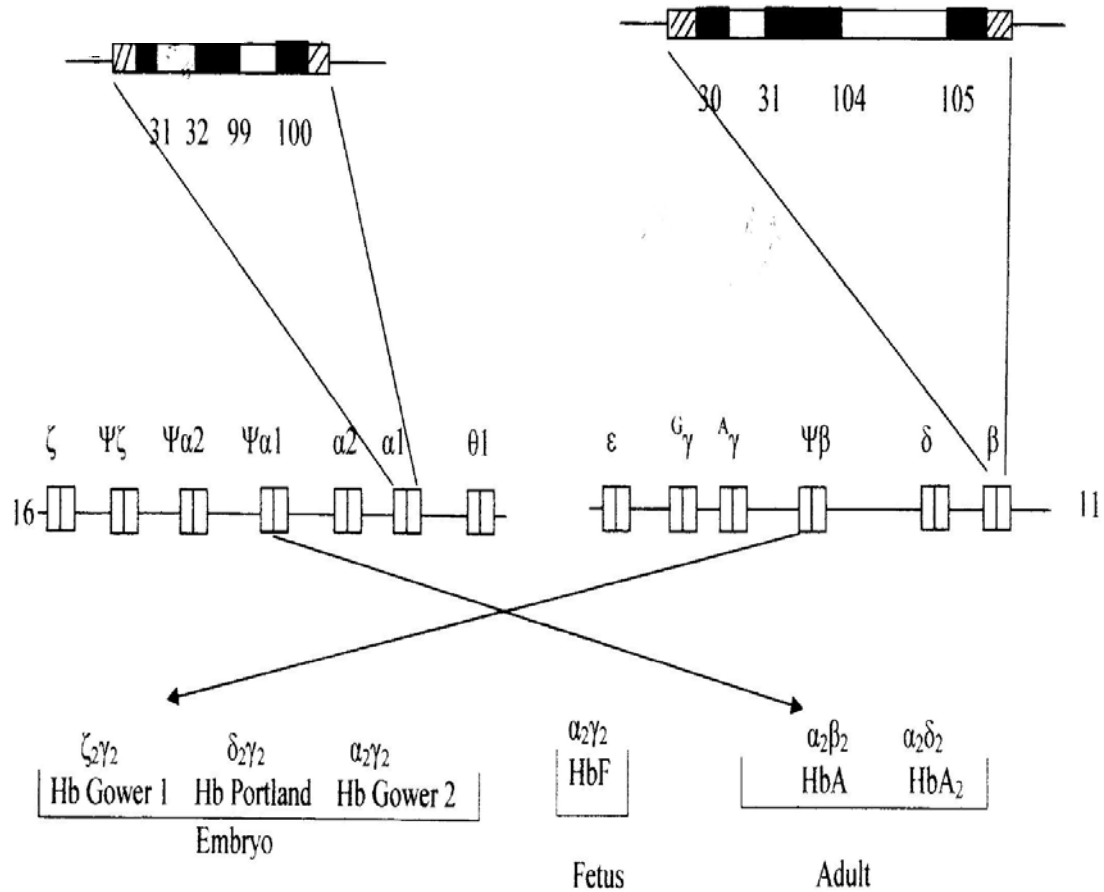 31 32 99 100
30 31 104 105
ζ Ψζ Ψα2 Ψα1 α2 α1 θ1
ε Gγ Aγ Ψβ δ β
16
11
ζ2γ2 δ2γ2 α2γ2
Hb Gower 1 Hb Portland Hb Gower 2
Embryo
α2γ2
HbF
Fetus
α2β2 α2δ2
HbA HbA2
Adult